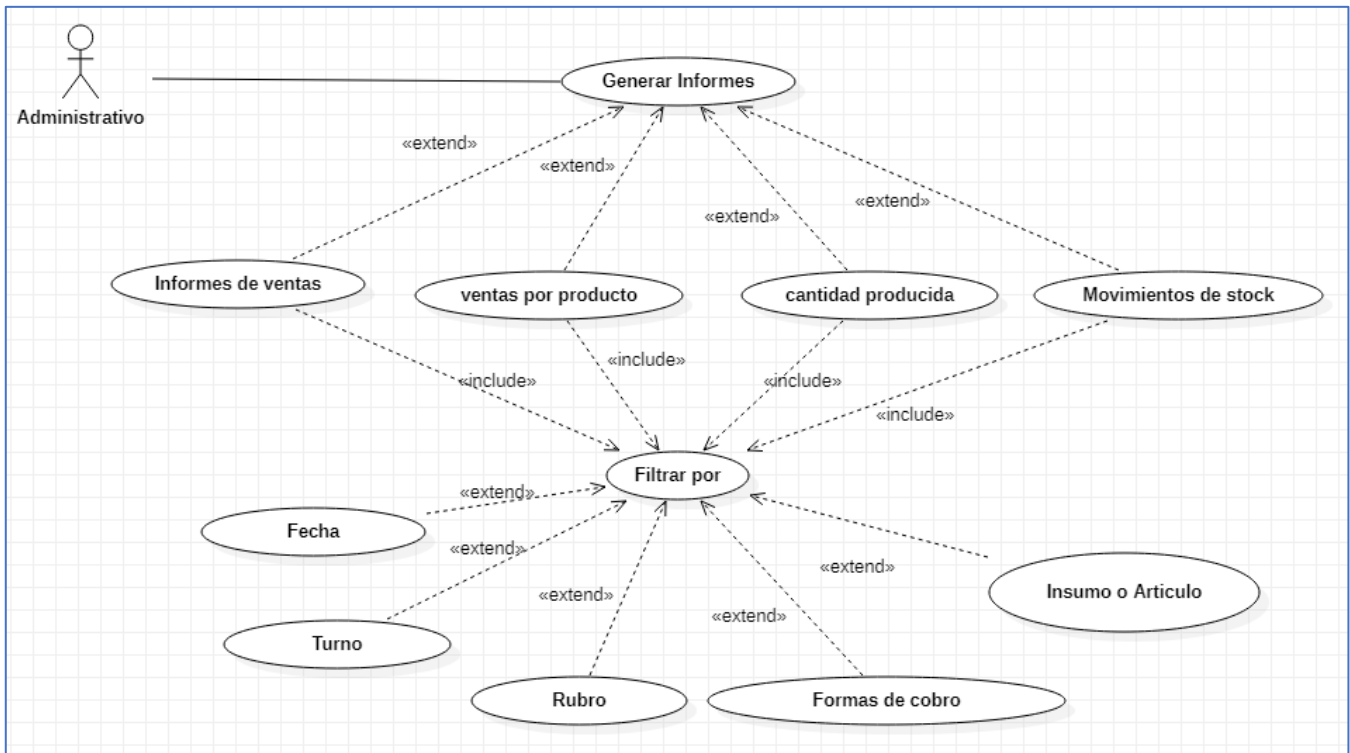 Administrativo
Generar Informes
«extend»
«extend»
«extend»
«extend»
Informes de ventas
ventas por producto
cantidad producida
Movimientos de stock
«include»
«include»
«include»
«include»
Filtrar por
«extend»
Fecha
«extend»
«extend»
«extend»
«extend»
Insumo o Articulo
Turno
Rubro
Formas de cobro